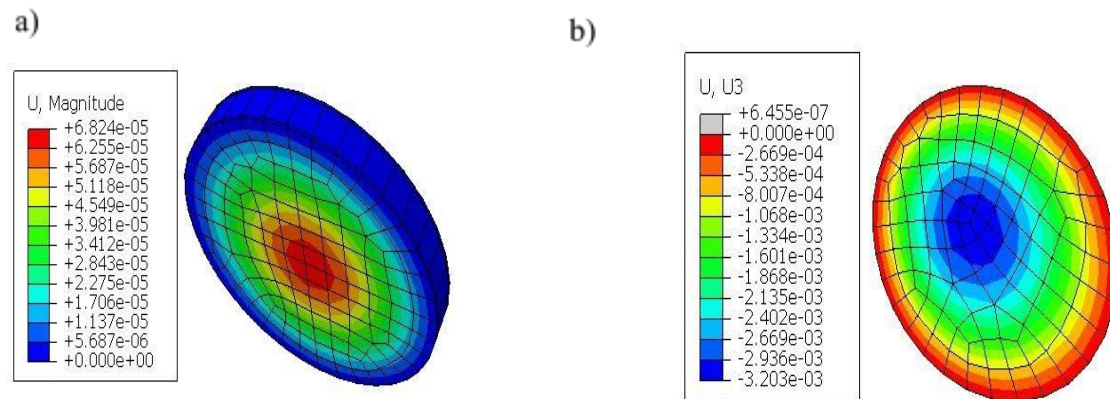 a)
U, Magnitude
+6.824e-05
+6.255e-05
+5.687e-05
+5.118e-05
+4.549e-05
+3.981e-05
+3.412e-05
+2.843e-05
+2.275e-05
+1.706e-05
+1.137e-05
+5.687e-06
+0.000e+00
b)
U, U3
+6.455e-07
+0.000e+00
-2.669e-04
-5.338e-04
-8.007e-04
-1.068e-03
-1.334e-03
-1.601e-03
-1.868e-03
-2.135e-03
-2.402e-03
-2.669e-03
-2.936e-03
-3.203e-03